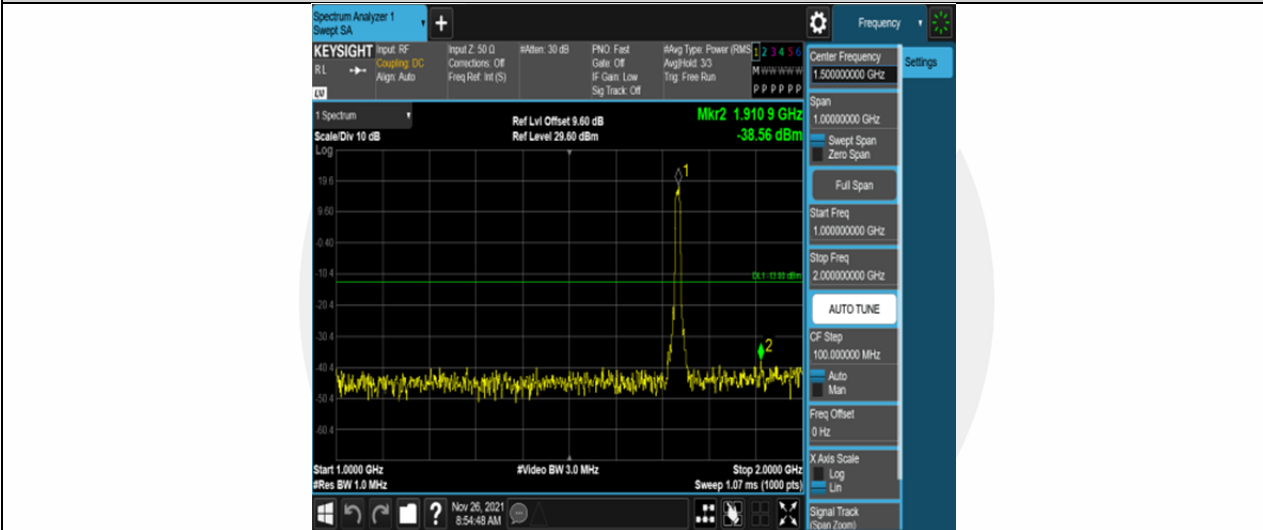 Spectrum Analyzer 1
Swept SA
+
Frequency
KEYSIGHT
RL
LV
Input: RF
Coupling: DC
Align: Auto
Input Z: 50 Ω
Corrections: Off
Freq Ref: Int (S)
#Atten: 30 dB
PNO: Fast
Gate: Off
IF Gain: Low
Sig Track: Off
#Avg Type: Power (RMS
Avg|Hold: 3/3
Trig: Free Run
1 2 3 4 5 6
M W W W W W
P P P P P P
Center Frequency
1.500000000 GHz
Settings
Span
1.00000000 GHz
Swept Span
Zero Span
Full Span
Start Freq
1.000000000 GHz
Stop Freq
2.000000000 GHz
AUTO TUNE
CF Step
100.000000 MHz
Auto
Man
Freq Offset
0 Hz
X Axis Scale
Log
Lin
Signal Track
(Span Zoom)
1 Spectrum
Scale/Div 10 dB
Ref Lvl Offset 9.60 dB
Ref Level 29.60 dBm
Mkr2 1.910 9 GHz
-38.56 dBm
Log
19.6
9.60
-0.40
-10.4
-20.4
-30.4
-40.4
-50.4
-60.4
1
DL1 -13.00 dBm
2
Start 1.0000 GHz
#Res BW 1.0 MHz
#Video BW 3.0 MHz
Stop 2.0000 GHz
Sweep 1.07 ms (1000 pts)
?
Nov 26, 2021
8:54:48 AM